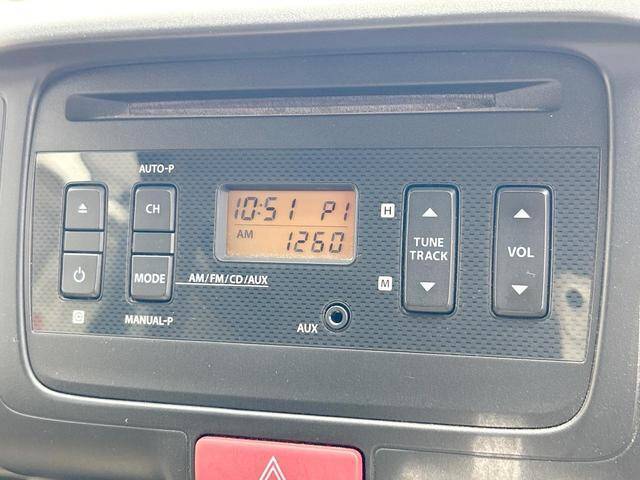 AUTO-P
CH
MODE
AM/FM/CD/AUX
MANUAL-P
C
10:51 P1
AM 1260
AUX
H
M
TUNE
TRACK
VOL